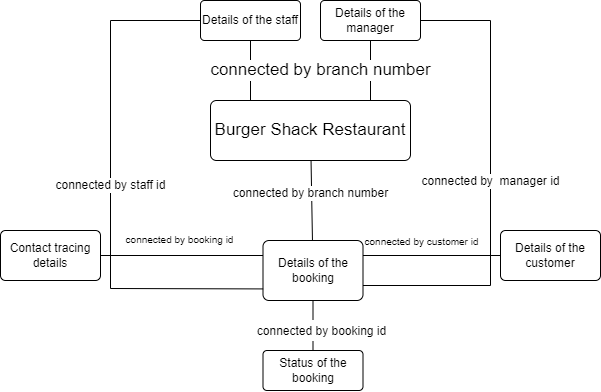 Details of the staff
Details of the
manager
connected by branch number
Burger Shack Restaurant
connected by staff id
connected by branch number
connected by  manager id
Contact tracing
details
connected by booking id
Details of the
booking
connected by customer id
Details of the
customer
connected by booking id
Status of the
booking